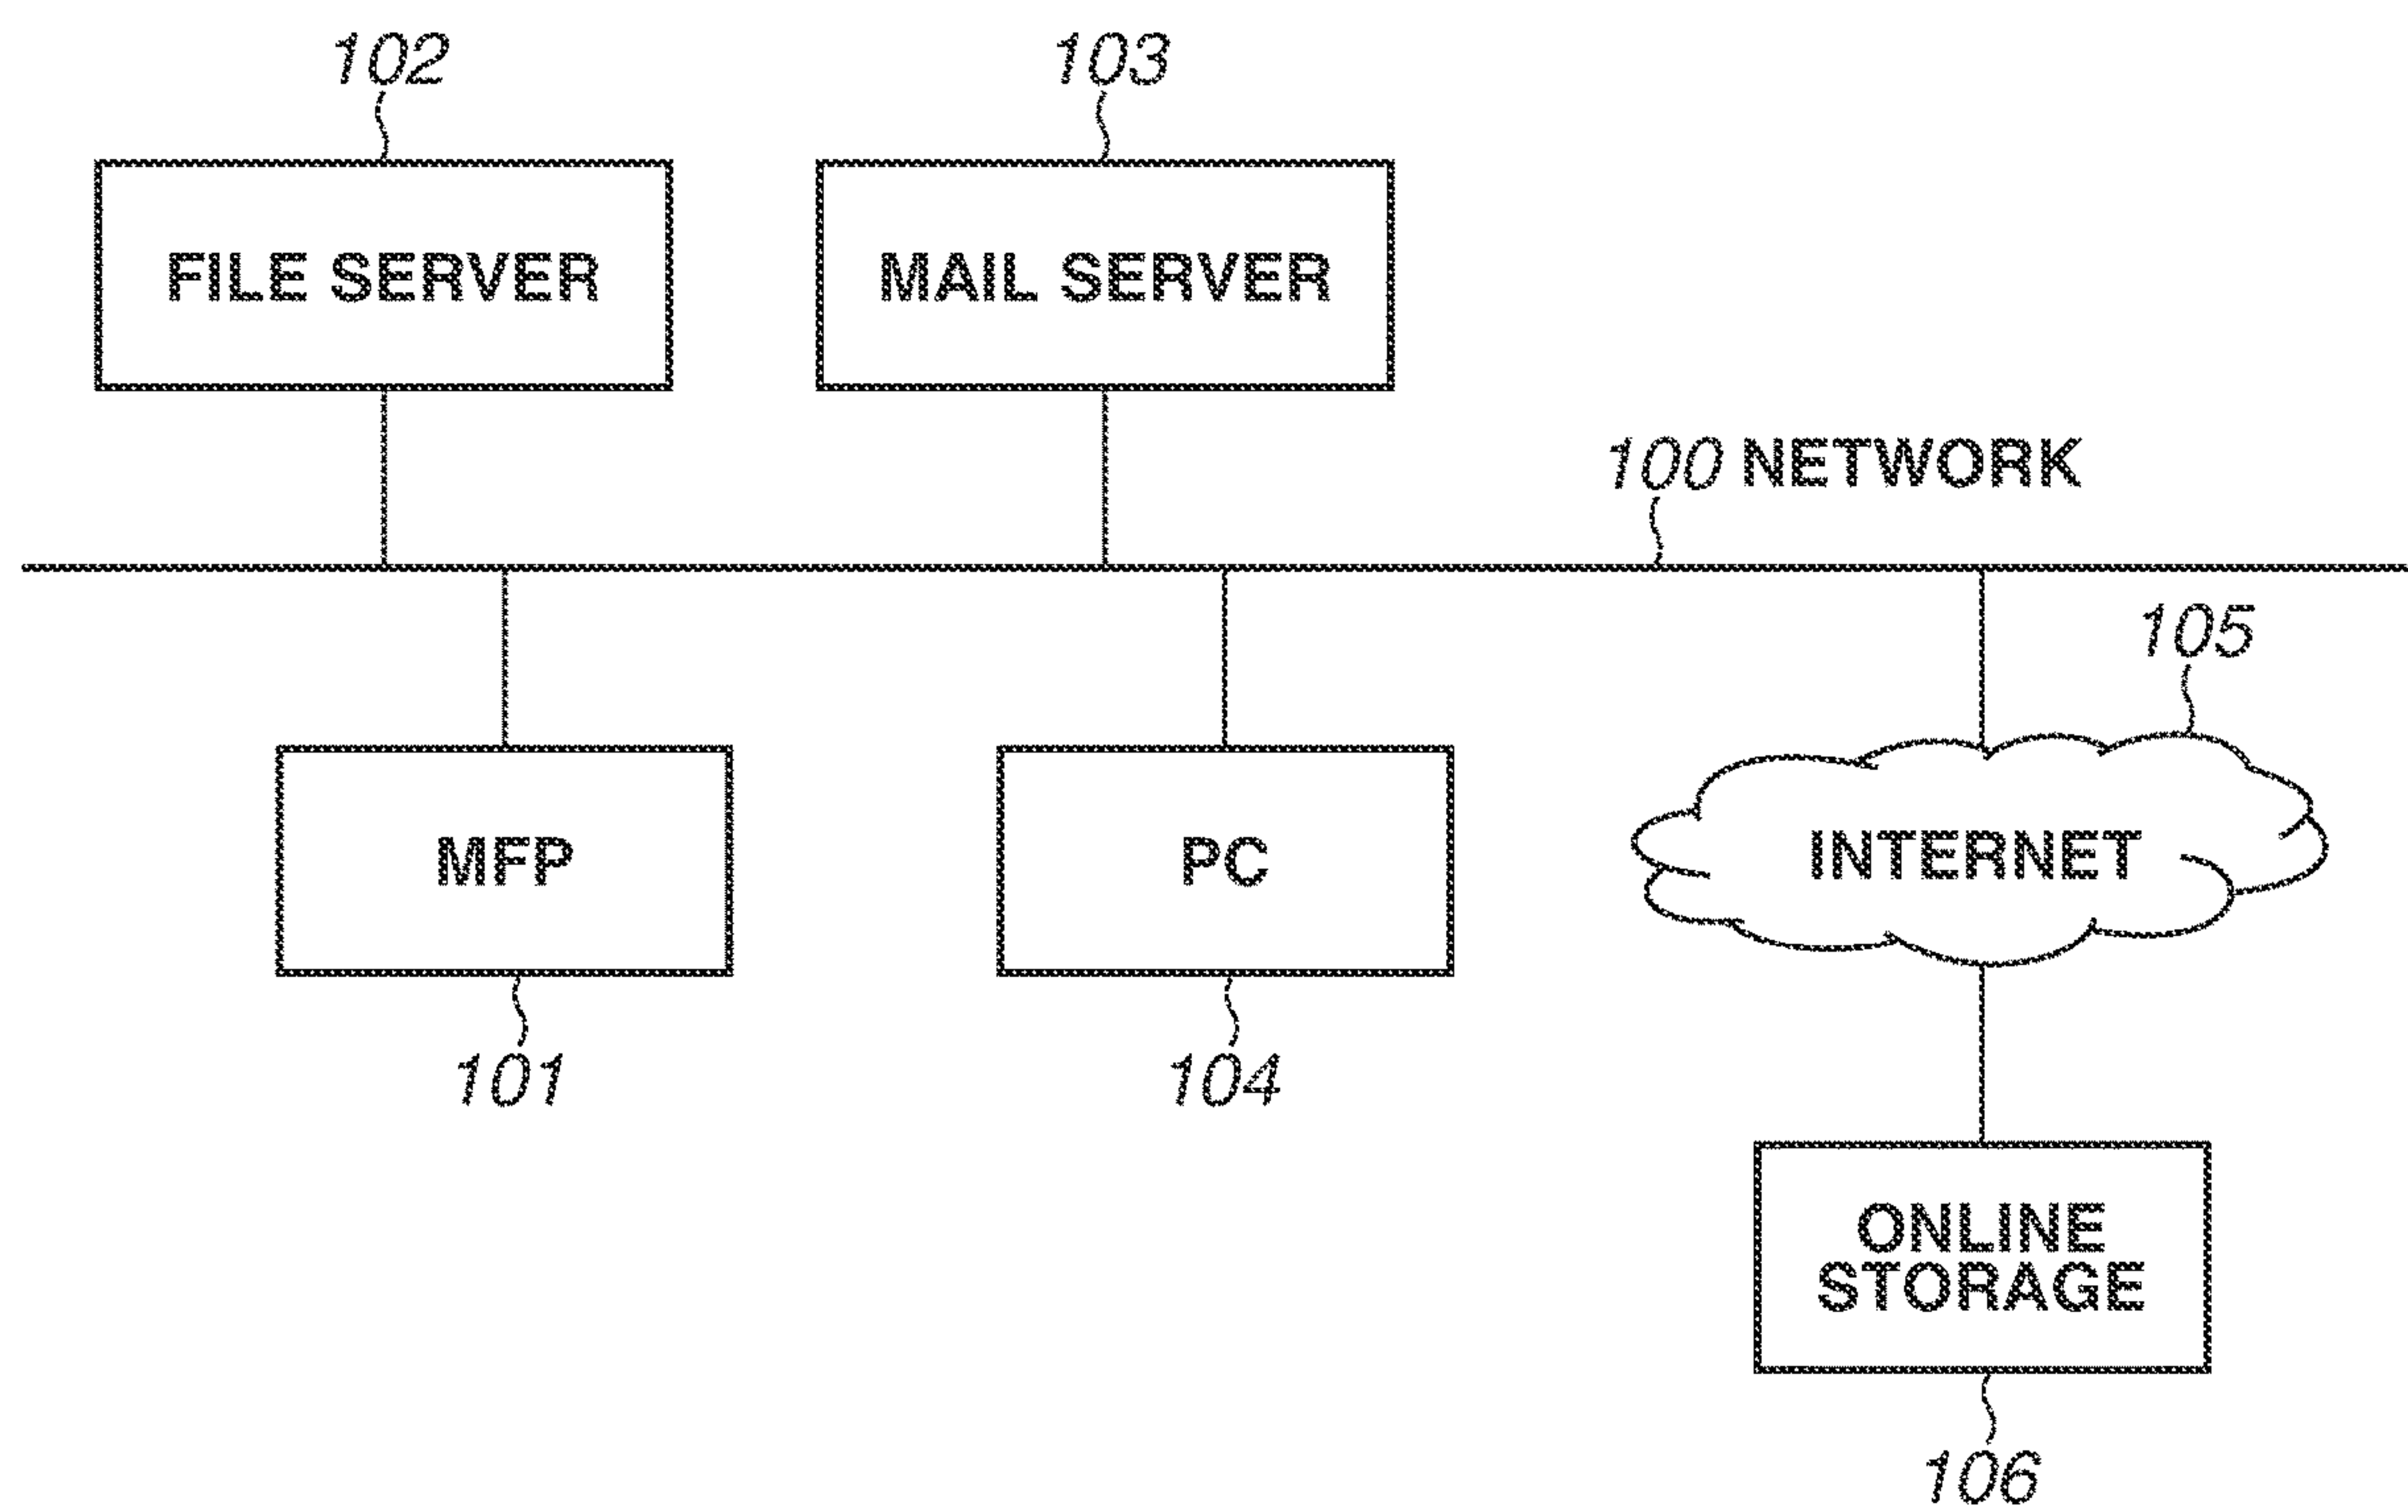 102
103
FILE SERVER
MAIL SERVER
100 NETWORK
105
MFP
PC
INTERNET
101
104
ONLINE
STORAGE
106